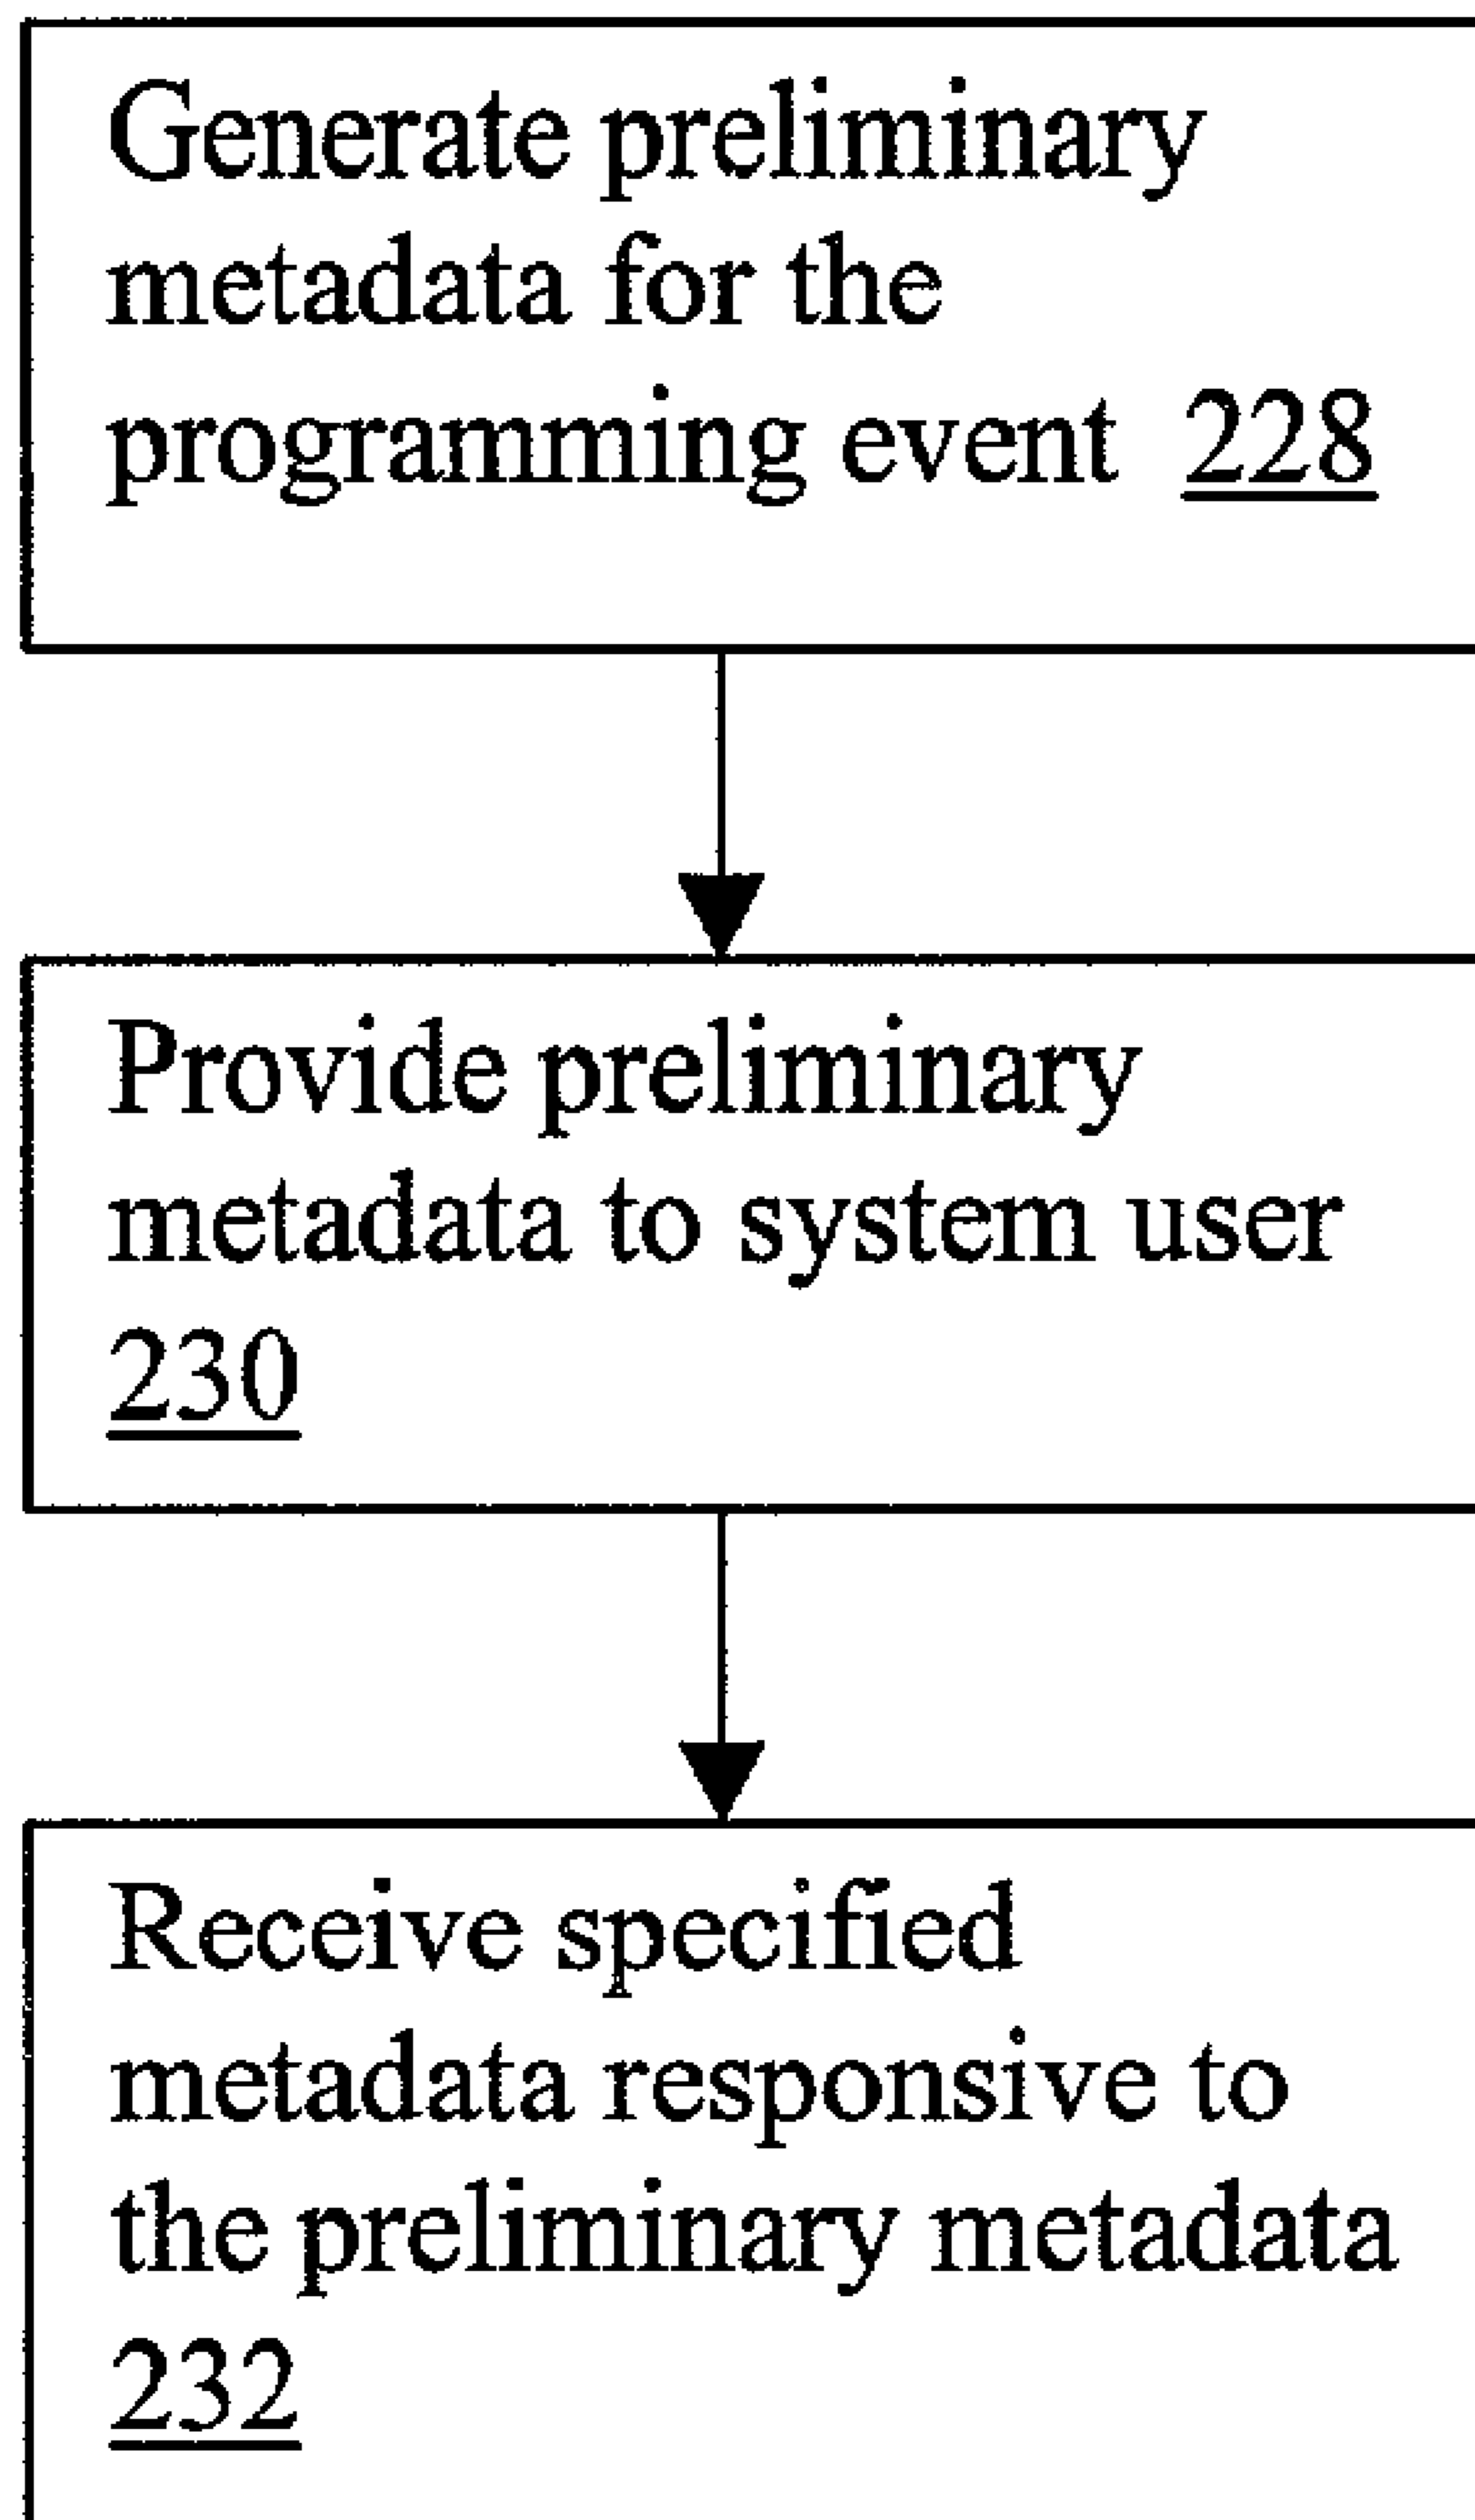 Generate preliminary
metadata for the
programming event 228
Provide preliminary
metadata to system user
230
Receive specified
metadata responsive to
the preliminary metadata
232